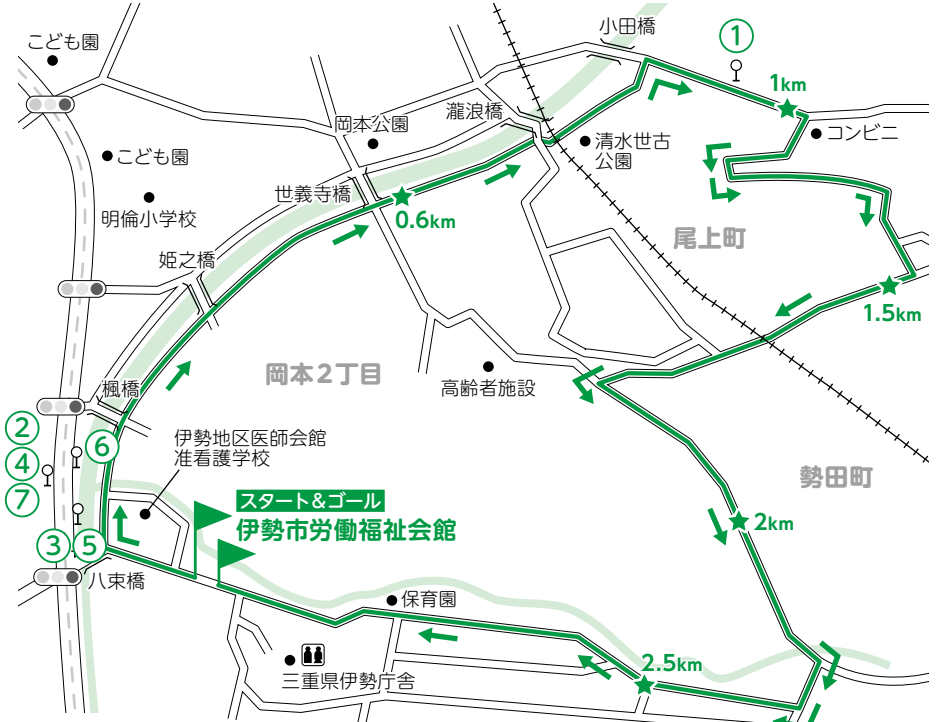 こども園
小田橋
①
1km
コンビニ
岡本公園
瀧浪橋
清水世古
公園
こども園
明倫小学校
世義寺橋
0.6km
尾上町
姫之橋
1.5km
岡本2丁目
高齢者施設
楓橋
②
④
⑦
⑥
伊勢地区医師会館
准看護学校
勢田町
スタート&ゴール
伊勢市労働福祉会館
2km
③
⑤
八束橋
保育園
三重県伊勢庁舎
2.5km